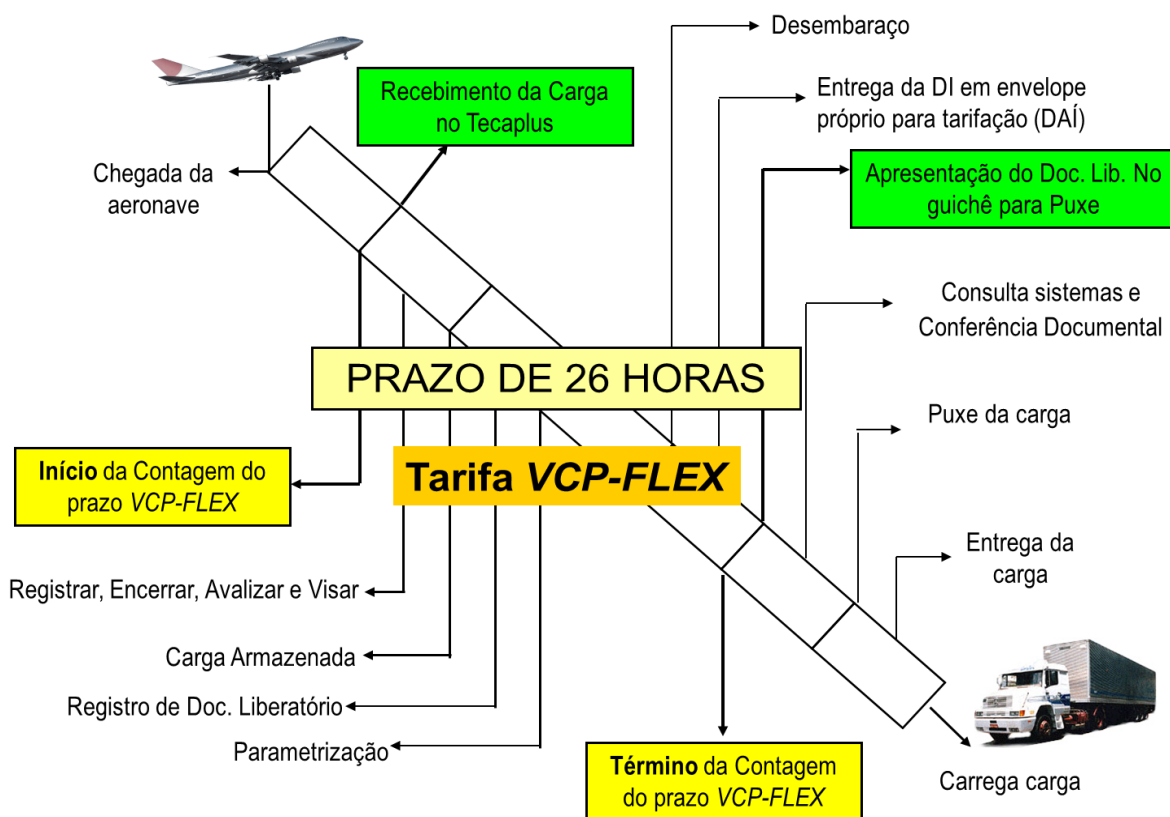 Desembaraço
Entrega da DI em envelope
próprio para tarifação (DAÍ)
Recebimento da Carga
no Tecaplus
Chegada da
aeronave
Apresentação do Doc. Lib. No
guichê para Puxe
Consulta sistemas e
Conferência Documental
PRAZO DE 26 HORAS
Puxe da carga
Tarifa VCP-FLEX
Início da Contagem do
prazo VCP-FLEX
Entrega da
carga
Registrar, Encerrar, Avalizar e Visar
Carga Armazenada
Registro de Doc. Liberatório
Parametrização
Término da Contagem
do prazo VCP-FLEX
Carrega carga